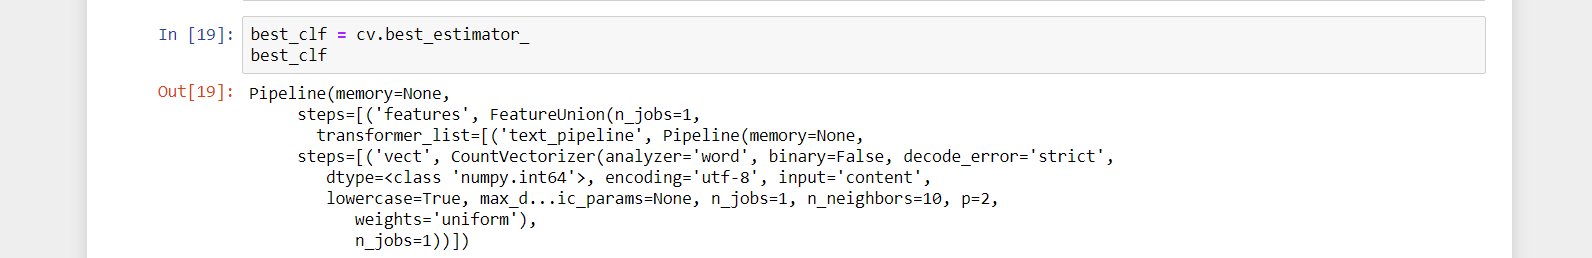 In [19]: best_clf = cv.best_estimator_
best_clf
Out[19]: Pipeline(memory=None,
steps=[('features', FeatureUnion(n_jobs=1,
transformer_list=[('text_pipeline', Pipeline(memory=None,
steps=[('vect', CountVectorizer(analyzer='word', binary=False, decode_error='strict',
dtype=<class 'numpy.int64'>, encoding='utf-8', input='content',
lowercase=True, max_d...ic_params=None, n_jobs=1, n_neighbors=10, p=2,
weights='uniform'),
n_jobs=1))])